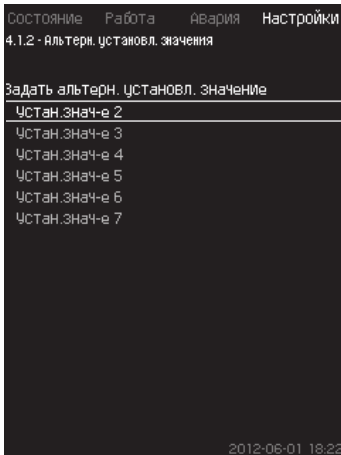 Состояние Работа Авария Настройки
4.1.2 - Альтерн. установл. значения
Задать альтерн. установл. значение
Устан.знач-е 2
Устан.знач-е 3
Устан.знач-е 4
Устан.знач-е 5
Устан.знач-е 6
Устан.знач-е 7
2012-06-01 18:22